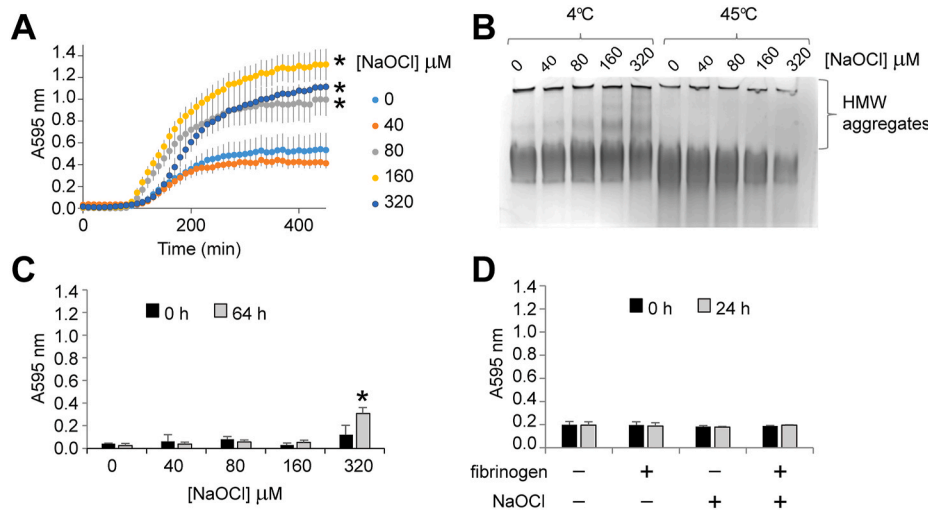 A
1.4
1.2
1.0
0.8
0.6
0.4
0.2
0.0
A595 nm
0 200 400
Time (min)
*
*
*
[NaOCl] µM
0
40
80
160
320
B
4ºC 45ºC
0 40 80 160 320 0 40 80 160 320 [NaOCl] µM
HMW
aggregates
C
1.4
1.2
1.0
0.8
0.6
0.4
0.2
0.0
A595 nm
0 h 64 h
*
0 40 80 160 320
[NaOCl] µM
D
1.4
1.2
1.0
0.8
0.6
0.4
0.2
0.0
A595 nm
0 h 24 h
fibrinogen − + − +
NaOCl − − + +